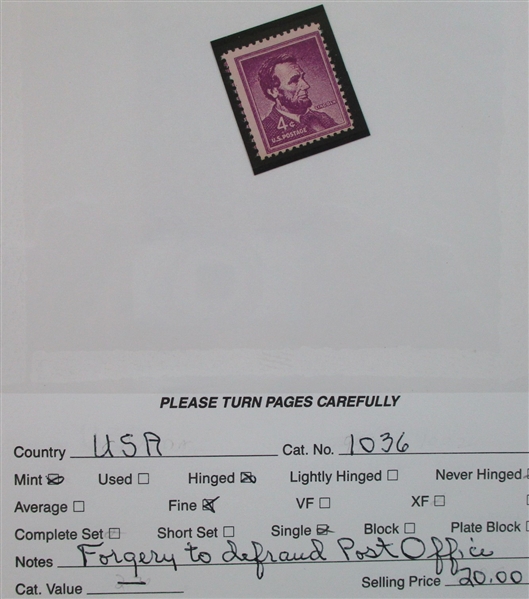 LINCOLN
4¢
U.S. POSTAGE
PLEASE TURN PAGES CAREFULLY
Country USA Cat. No. 1036
Mint Used Hinged Lightly Hinged Never Hinged
Average Fine VF XF
Complete Set Short Set Single Block Plate Block
Notes Forgery to defraud Post Office
Cat. Value — Selling Price 20.00